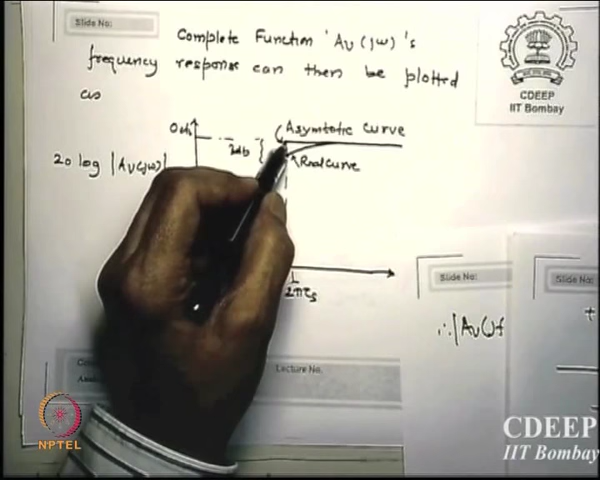 Slide No:
Complete Function 'Av(jω)'s
frequency response can then be plotted
as
0db
Asymtotic curve
3db
Real curve
20 log |Av(jω)|
1
2πτs
Slide No:
Slide No:
∴|Av(jf
Lecture No.
CDEEP
IIT Bombay
NPTEL
CDEEP
IIT Bombay